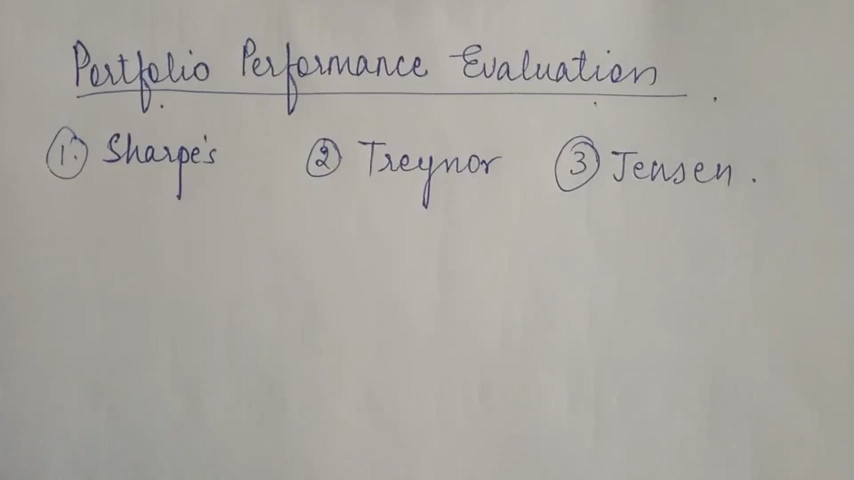 Portfolio Performance Evaluation
① Sharpe's ② Treynor ③ Jensen.